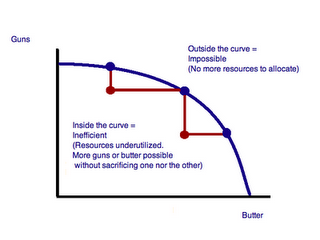 Guns
Outside the curve =
Impossible
(No more resources to allocate)
Inside the curve =
Inefficient
(Resources underutilized.
More guns or butter possible
without sacrificing one nor the other)
Butter